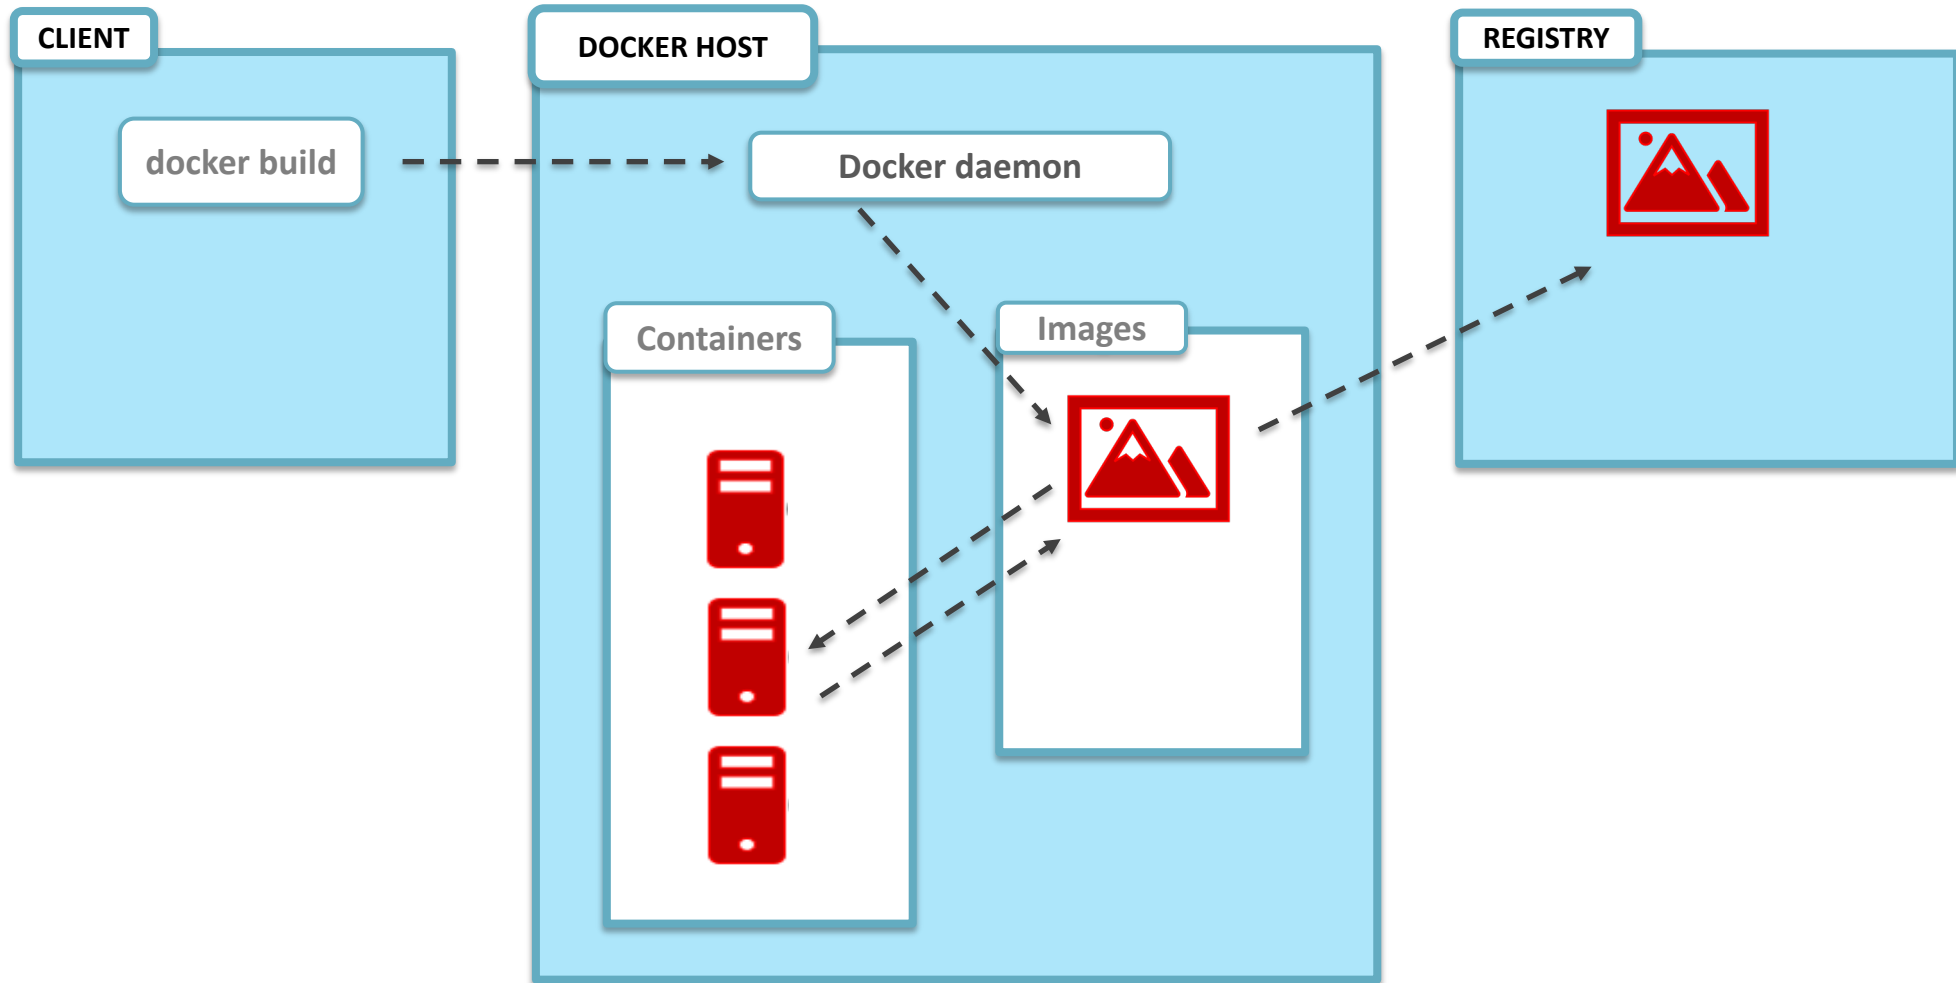 CLIENT
DOCKER HOST
REGISTRY
docker build
Docker daemon
Containers
Images